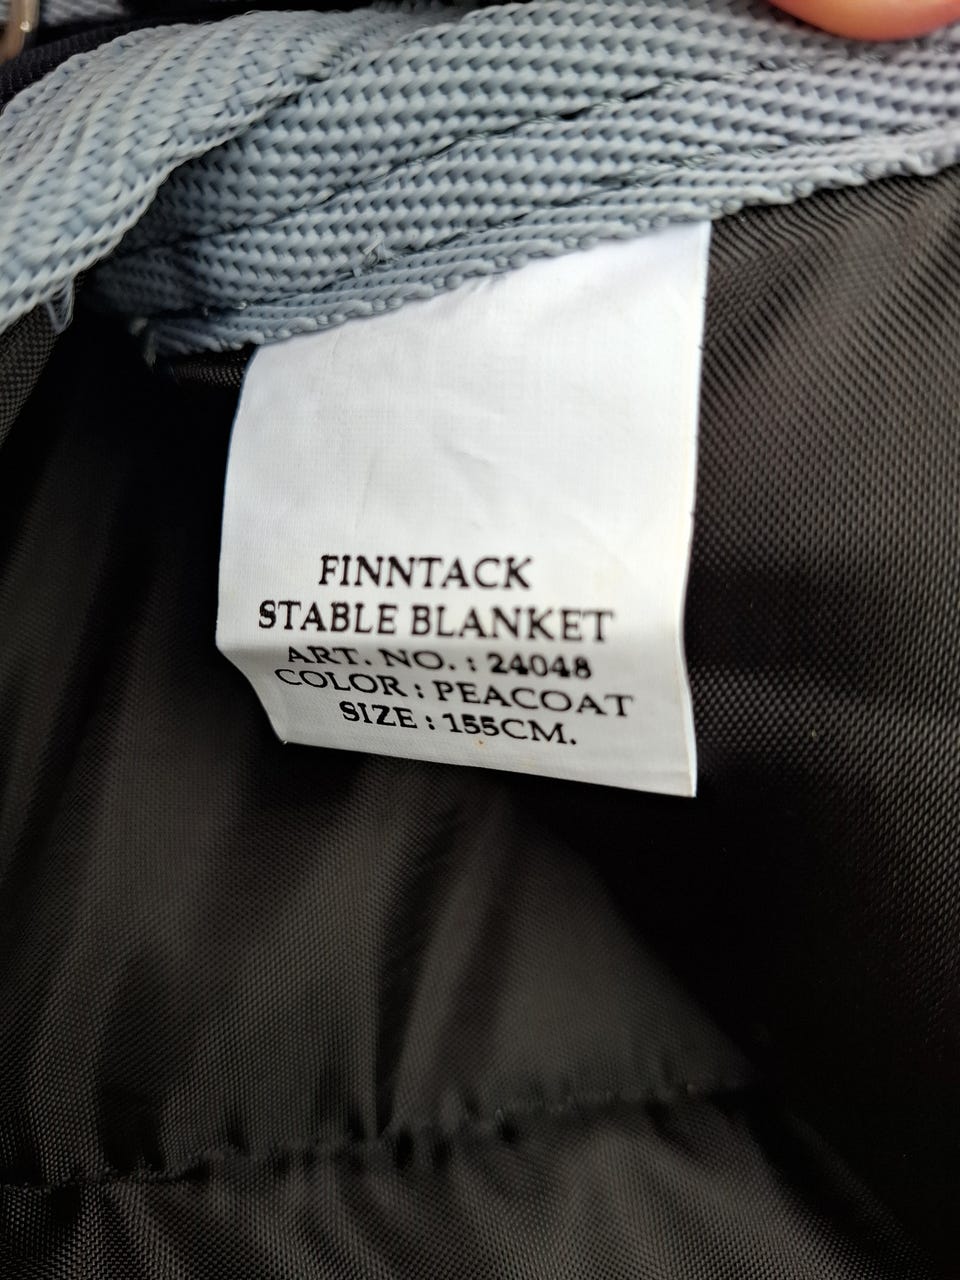 FINNTACK
STABLE BLANKET
ART. NO. : 24048
COLOR : PEACOAT
SIZE : 155CM.